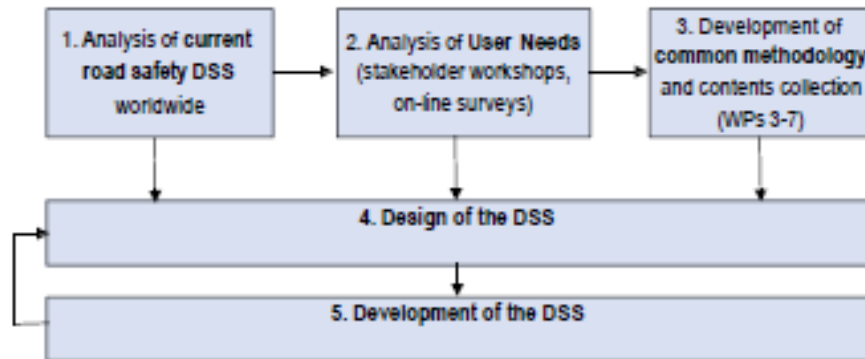 1. Analysis of current
road safety DSS
worldwide
2. Analysis of User Needs
(stakeholder workshops,
on-line surveys)
3. Development of
common methodology
and contents collection
(WPs 3-7)
4. Design of the DSS
5. Development of the DSS